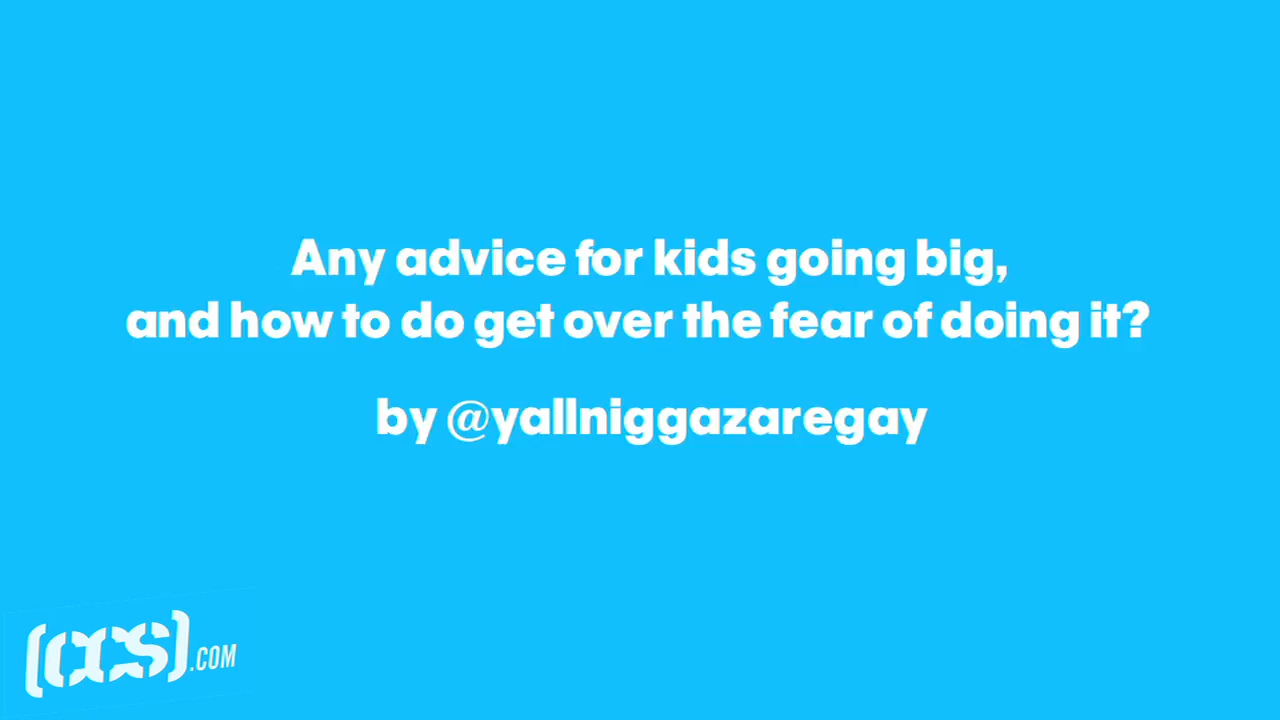 Any advice for kids going big,
and how to do get over the fear of doing it?
by @yallniggazaregay
(ccs).COM